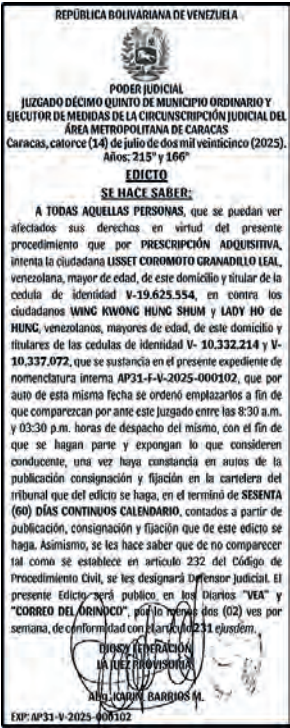 REPÚBLICA BOLIVARIANA DE VENEZUELA
PODER JUDICIAL
JUZGADO DÉCIMO QUINTO DE MUNICIPIO ORDINARIO Y
EJECUTOR DE MEDIDAS DE LA CIRCUNSCRIPCIÓN JUDICIAL DEL
ÁREA METROPOLITANA DE CARACAS
Caracas, catorce (14) de julio de dos mil veinticinco (2025).
Años; 215° y 166°
EDICTO
SE HACE SABER:
A TODAS AQUELLAS PERSONAS, que se puedan ver
afectados sus derechos en virtud del presente
procedimiento que por PRESCRIPCIÓN ADQUISITIVA,
intenta la ciudadana LISSET COROMOTO GRANADILLO LEAL,
venezolana, mayor de edad, de este domicilio y titular de la
cedula de identidad V-19.625.554, en contra los
ciudadanos WING KWONG HUNG SHUM y LADY HO de
HUNG, venezolanos, mayores de edad, de este domicilio y
titulares de las cedulas de identidad V- 10,332,214 y V-
10,337,072, que se sustancia en el presente expediente de
nomenclatura interna AP31-F-V-2025-000102, que por
auto de esta misma fecha se ordenó emplazarlos a fin de
que comparezcan por ante este Juzgado entre las 8:30 a.m.
y 03:30 p.m. horas de despacho del mismo, con el fin de
que se hagan parte y expongan lo que consideren
conducente, una vez haya constancia en autos de la
publicación consignación y fijación en la cartelera del
tribunal que del edicto se haga, en el terminó de SESENTA
(60) DÍAS CONTINUOS CALENDARIO, contados a partir de
publicación, consignación y fijación que de este edicto se
haga. Asimismo, se les hace saber que de no comparecer
tal como se establece en artículo 232 del Código de
Procedimiento Civil, se les designará Defensor Judicial. El
presente Edicto será publico en los Diarios "VEA" y
"CORREO DEL ORINOCO", por lo menos dos (02) ves por
semana, de conformidad con el artículo 231 ejusdem.
DIOS Y FEDERACIÓN
LA JUEZ PROVISORIA
Abg. KARIN BARRIOS M.
EXP: AP31-V-2025-000102